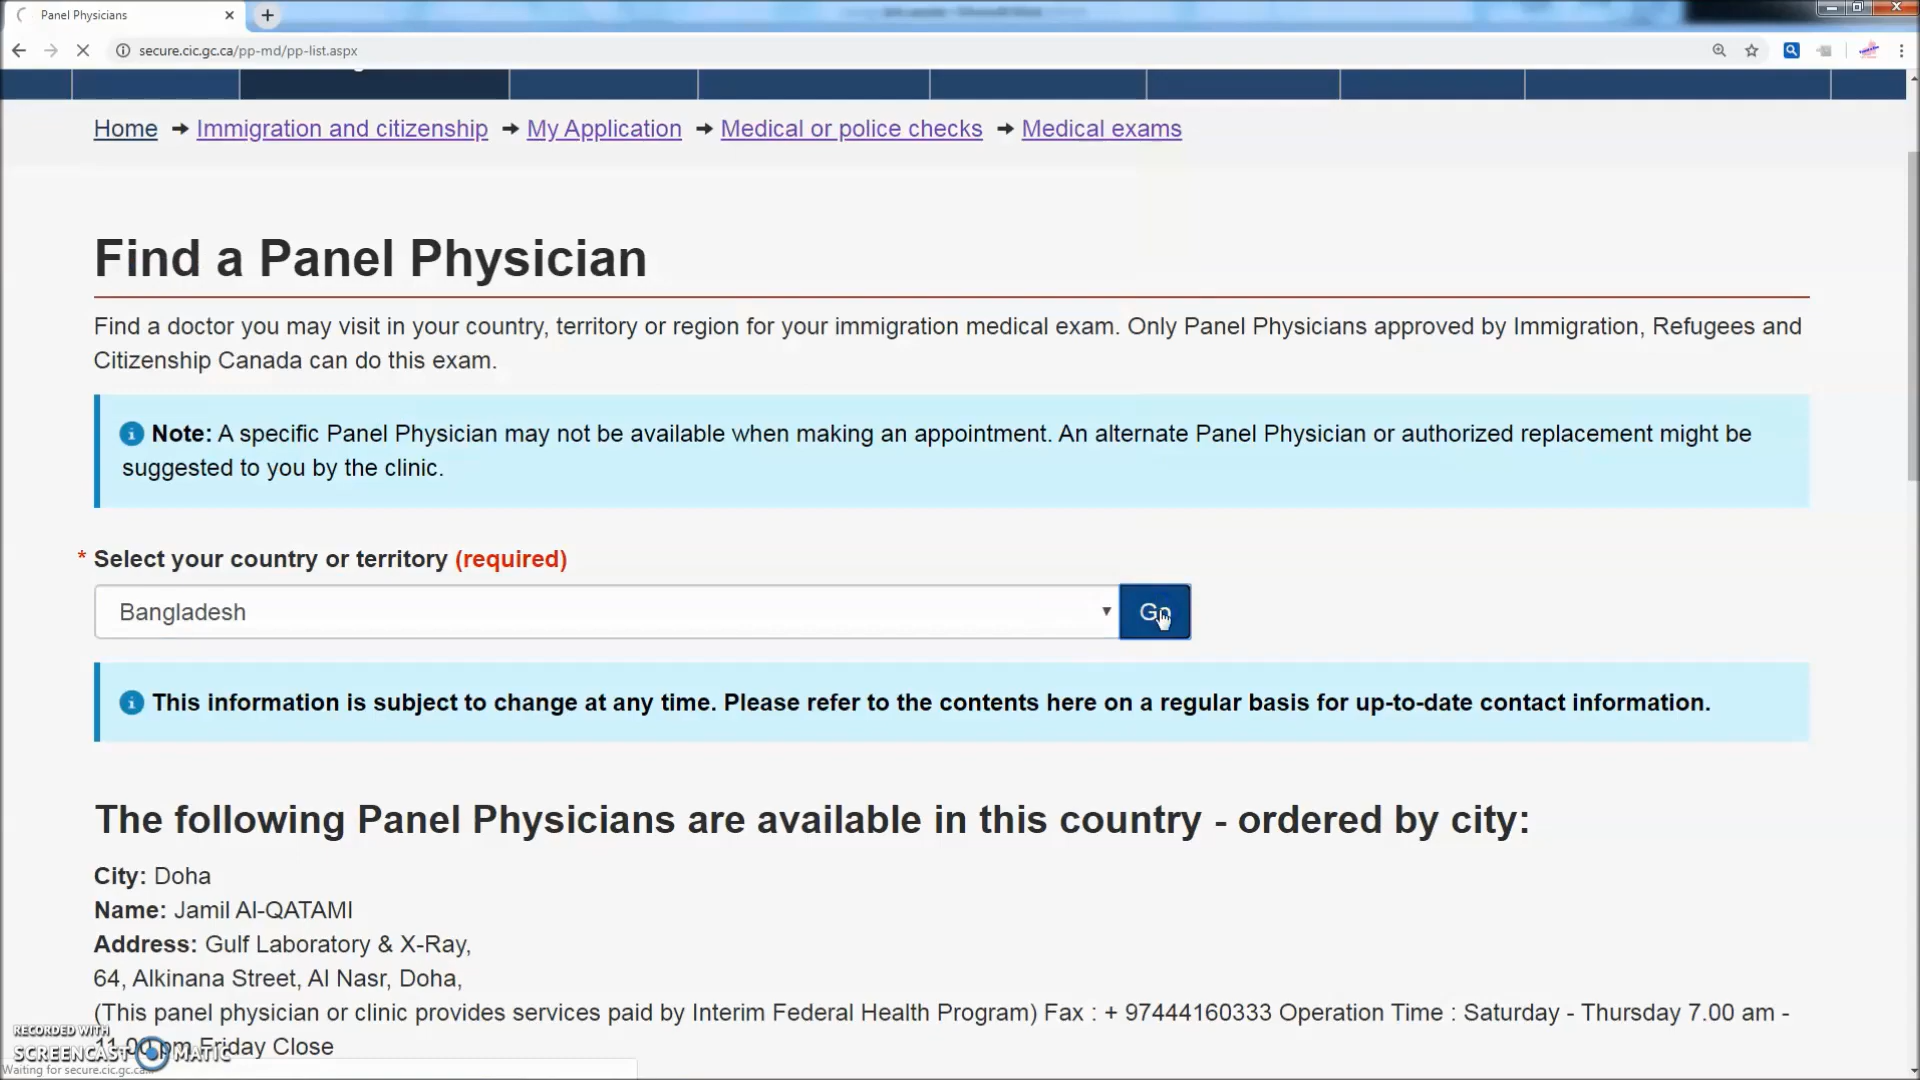 Panel Physicians
secure.cic.gc.ca/pp-md/pp-list.aspx
Home → Immigration and citizenship → My Application → Medical or police checks → Medical exams
Find a Panel Physician
Find a doctor you may visit in your country, territory or region for your immigration medical exam. Only Panel Physicians approved by Immigration, Refugees and
Citizenship Canada can do this exam.
Note: A specific Panel Physician may not be available when making an appointment. An alternate Panel Physician or authorized replacement might be
suggested to you by the clinic.
* Select your country or territory (required)
Bangladesh
Go
This information is subject to change at any time. Please refer to the contents here on a regular basis for up-to-date contact information.
The following Panel Physicians are available in this country - ordered by city:
City: Doha
Name: Jamil Al-QATAMI
Address: Gulf Laboratory & X-Ray,
64, Alkinana Street, Al Nasr, Doha,
(This panel physician or clinic provides services paid by Interim Federal Health Program) Fax : + 97444160333 Operation Time : Saturday - Thursday 7.00 am -
11.00 pm Friday Close
RECORDED WITH
SCREENCAST MATIC
Waiting for secure.cic.gc.ca...